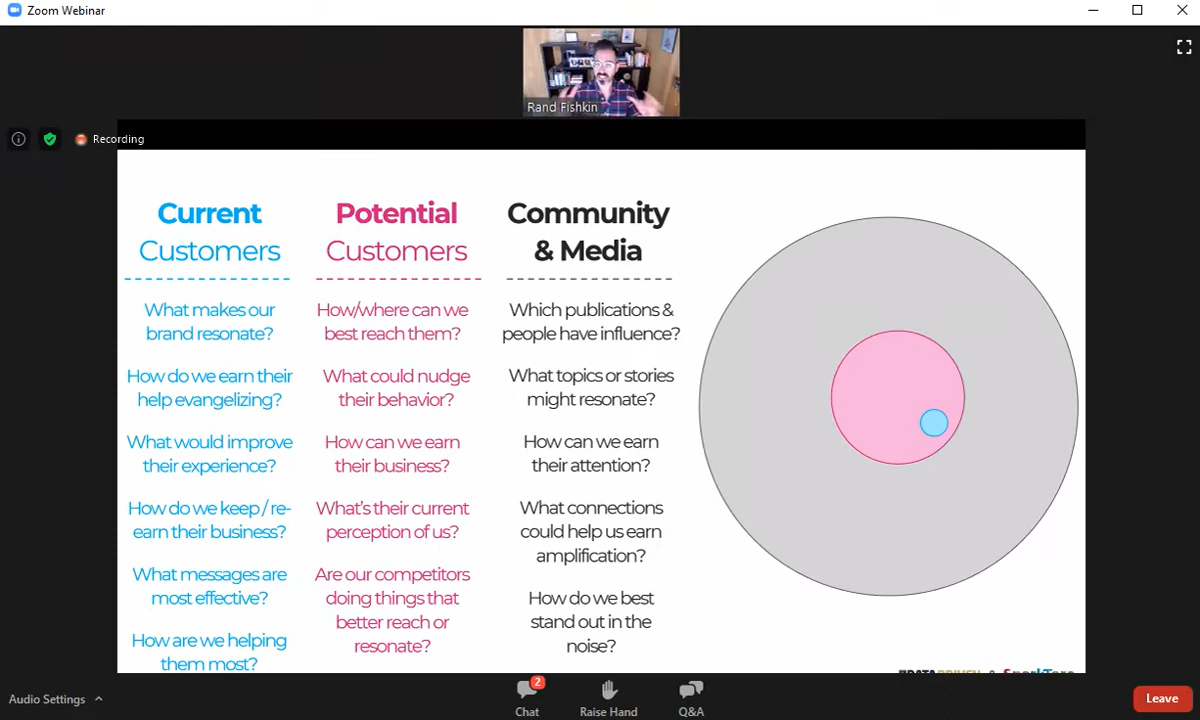 Zoom Webinar
Rand Fishkin
Recording
Current
Customers
What makes our
brand resonate?
How do we earn their
help evangelizing?
What would improve
their experience?
How do we keep / re-
earn their business?
What messages are
most effective?
How are we helping
them most?
Potential
Customers
How/where can we
best reach them?
What could nudge
their behavior?
How can we earn
their business?
What's their current
perception of us?
Are our competitors
doing things that
better reach or
resonate?
Community
& Media
Which publications &
people have influence?
What topics or stories
might resonate?
How can we earn
their attention?
What connections
could help us earn
amplification?
How do we best
stand out in the
noise?
Audio Settings
2
Chat
Raise Hand
Q&A
Leave